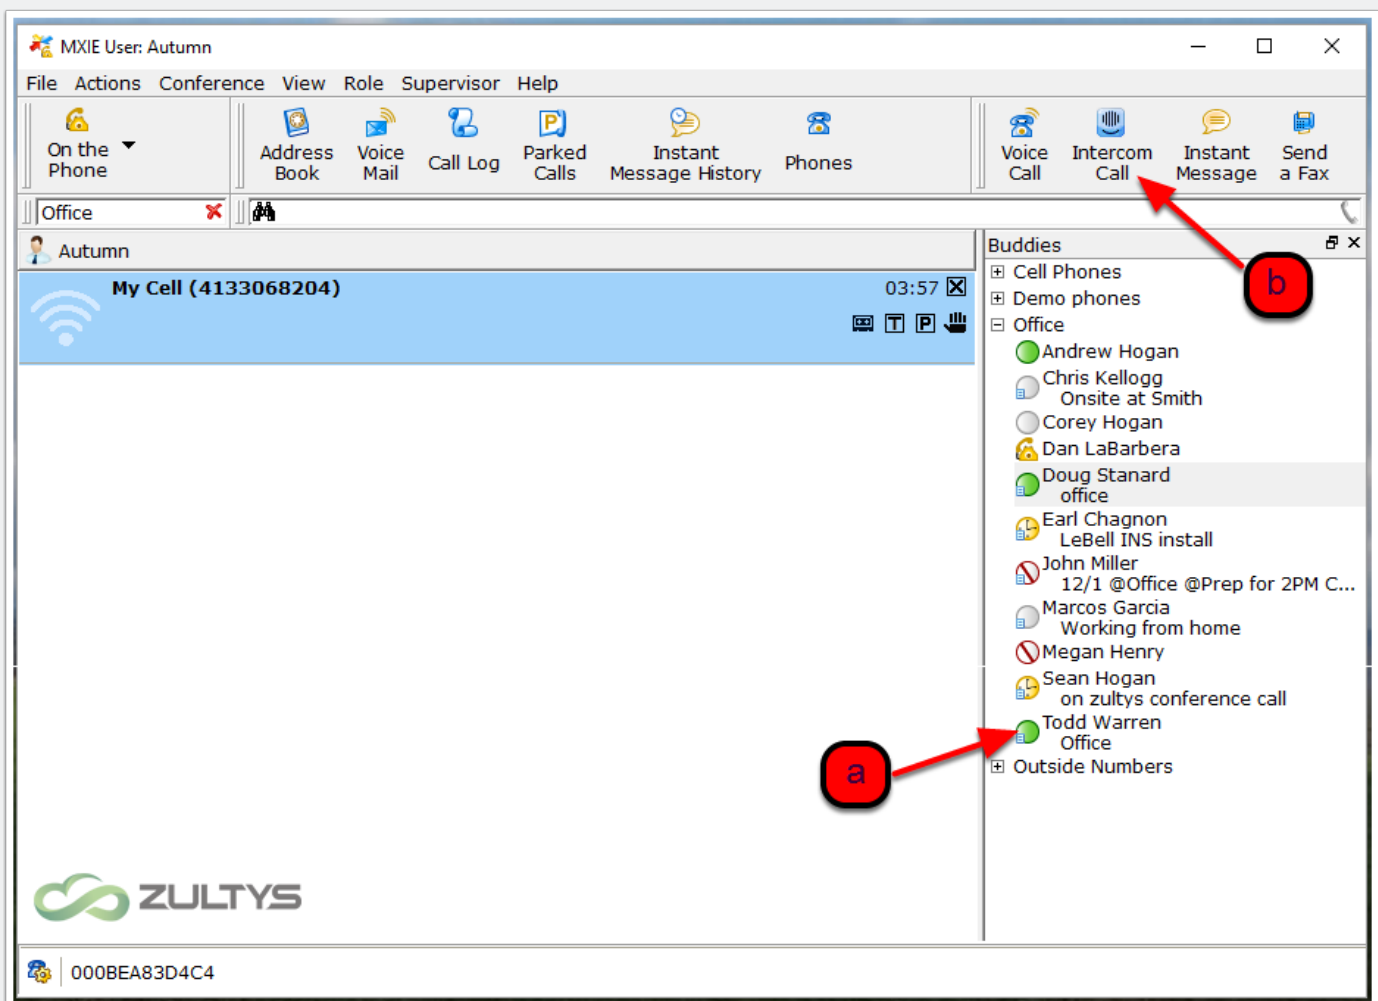 MXIE User: Autumn
File Actions Conference View Role Supervisor Help
On the
Phone
Address
Book
Voice
Mail
Call Log
Parked
Calls
Instant
Message History
Phones
Voice
Call
Intercom
Call
Instant
Message
Send
a Fax
Office
Autumn
My Cell (4133068204)
03:57
T P
b
Buddies
Cell Phones
Demo phones
Office
Andrew Hogan
Chris Kellogg
Onsite at Smith
Corey Hogan
Dan LaBarbera
Doug Stanard
office
Earl Chagnon
LeBell INS install
John Miller
12/1 @Office @Prep for 2PM C...
Marcos Garcia
Working from home
Megan Henry
Sean Hogan
on zultys conference call
Todd Warren
Office
a
Outside Numbers
ZULTYS
000BEA83D4C4